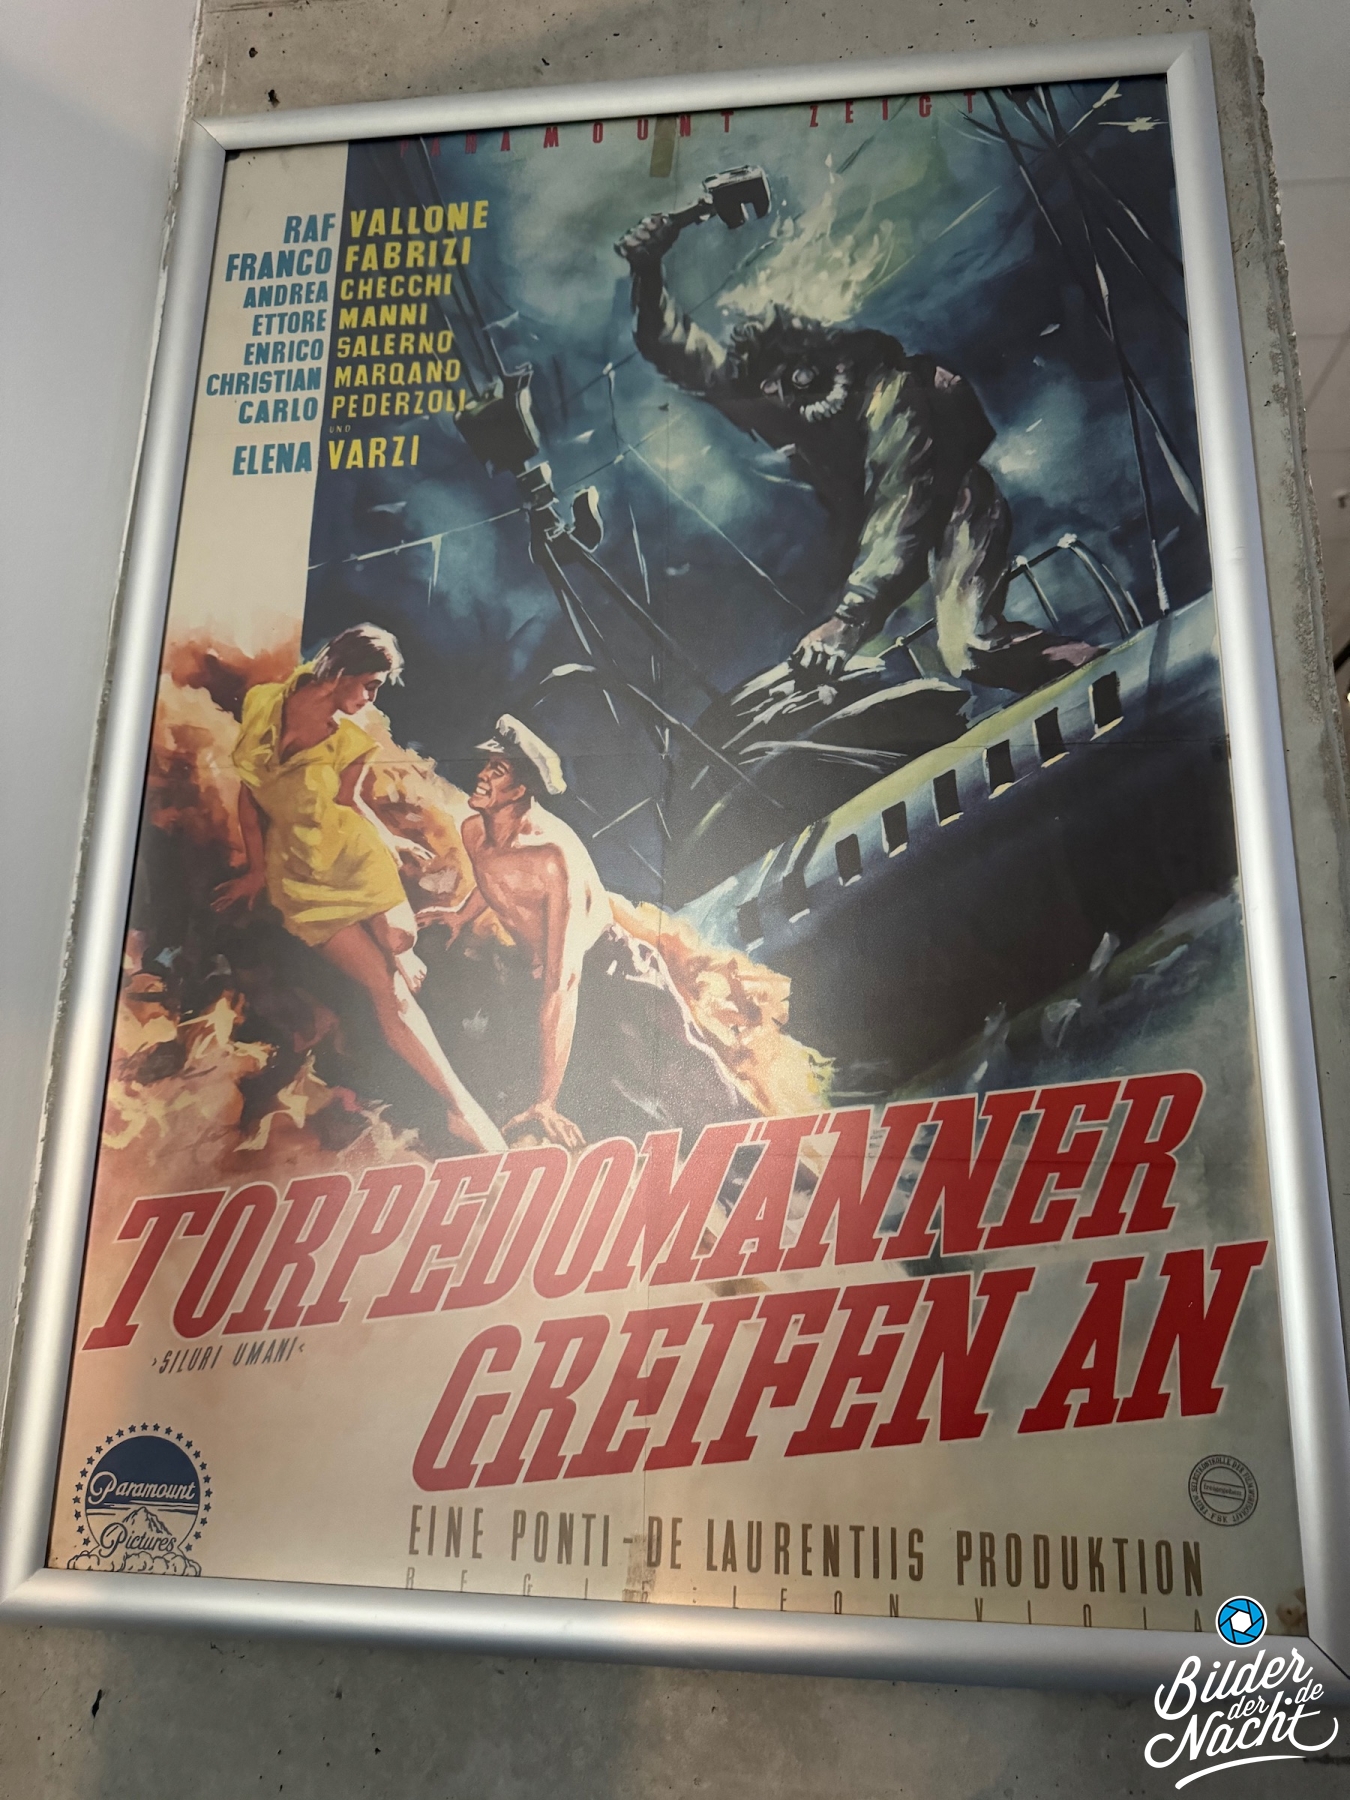 PARAMOUNT ZEIGT
RAF VALLONE
FRANCO FABRIZI
ANDREA CHECCHI
ETTORE MANNI
ENRICO SALERNO
CHRISTIAN MARQAND
CARLO PEDERZOLI
UND
ELENA VARZI
TORPEDOMÄNNER
›SILURI UMANI‹
GREIFEN AN
Paramount
Pictures
EINE PONTI-DE LAURENTIIS PRODUKTION
REGIE: LEON VIOLA
Bilder
der
Nacht
.de